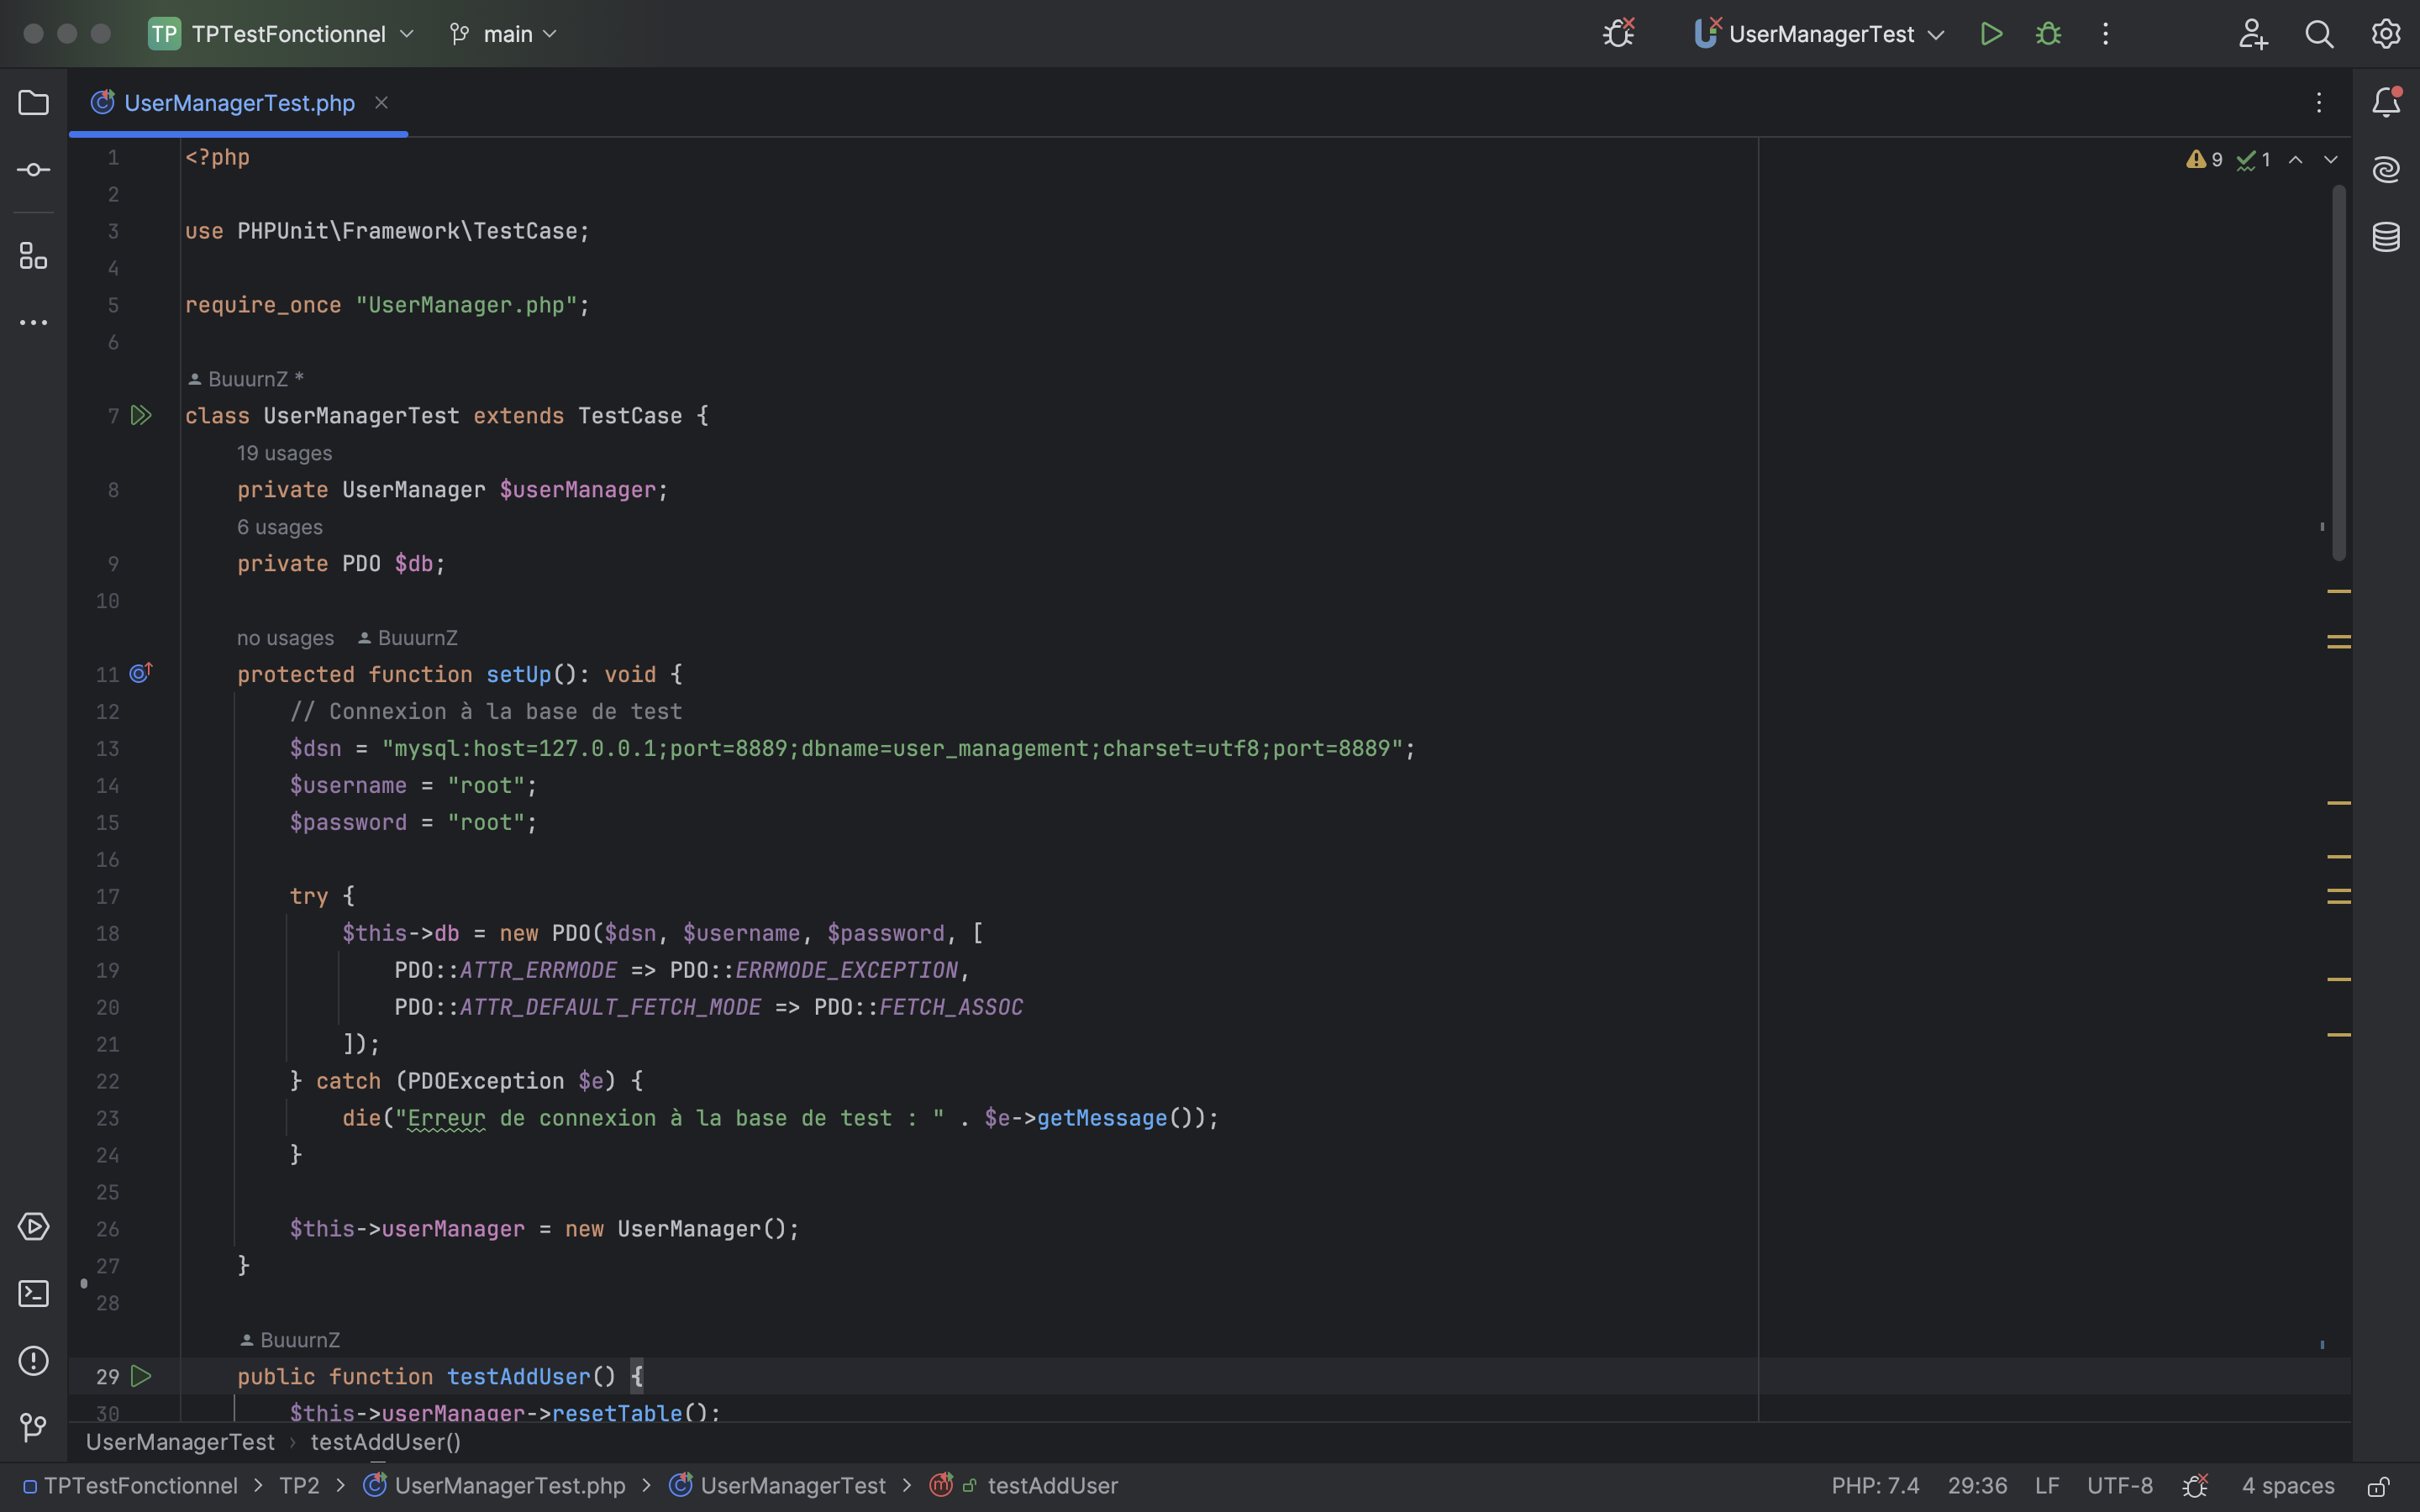 TP TPTestFonctionnel main UserManagerTest
UserManagerTest.php
9 1
1 <?php
2
3 use PHPUnit\Framework\TestCase;
4
5 require_once "UserManager.php";
6
BuuurnZ *
7 class UserManagerTest extends TestCase {
19 usages
8 private UserManager $userManager;
6 usages
9 private PDO $db;
10
no usages BuuurnZ
11 protected function setUp(): void {
12 // Connexion à la base de test
13 $dsn = "mysql:host=127.0.0.1;port=8889;dbname=user_management;charset=utf8;port=8889";
14 $username = "root";
15 $password = "root";
16
17 try {
18 $this->db = new PDO($dsn, $username, $password, [
19 PDO::ATTR_ERRMODE => PDO::ERRMODE_EXCEPTION,
20 PDO::ATTR_DEFAULT_FETCH_MODE => PDO::FETCH_ASSOC
21 ]);
22 } catch (PDOException $e) {
23 die("Erreur de connexion à la base de test : " . $e->getMessage());
24 }
25
26 $this->userManager = new UserManager();
27 }
28
BuuurnZ
29 public function testAddUser() {
30 $this->userManager->resetTable();
UserManagerTest › testAddUser()
TPTestFonctionnel > TP2 > UserManagerTest.php > UserManagerTest > testAddUser PHP: 7.4 29:36 LF UTF-8 4 spaces